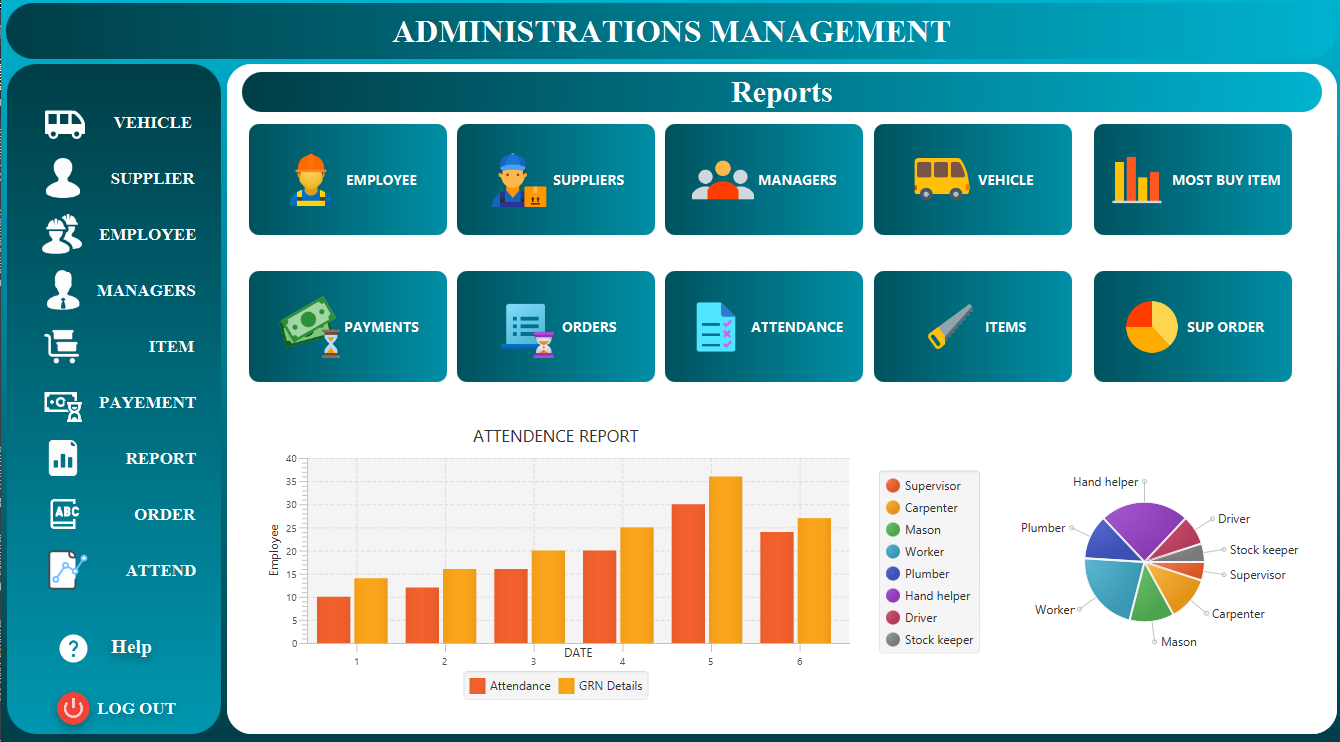 ADMINISTRATIONS MANAGEMENT
VEHICLE
SUPPLIER
EMPLOYEE
MANAGERS
ITEM
PAYEMENT
REPORT
ABC
ORDER
ATTEND
?
Help
LOG OUT
Reports
EMPLOYEE
SUPPLIERS
MANAGERS
VEHICLE
MOST BUY ITEM
PAYMENTS
ORDERS
ATTENDANCE
ITEMS
SUP ORDER
ATTENDENCE REPORT
Employee
40
35
30
25
20
15
10
5
0
1 2 3 4 5 6
DATE
Attendance GRN Details
Supervisor
Carpenter
Mason
Worker
Plumber
Hand helper
Driver
Stock keeper
Hand helper
Driver
Plumber
Stock keeper
Supervisor
Worker
Carpenter
Mason